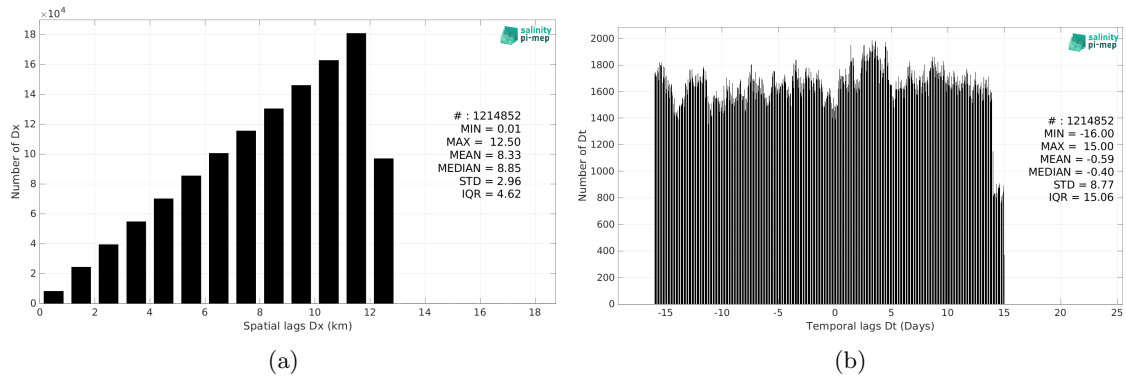 ×10⁴
18
16
14
12
10
8
6
4
2
0
0 2 4 6 8 10 12 14 16 18
Number of Dx
Spatial lags Dx (km)
salinity
pi-mep
# : 1214852
MIN = 0.01
MAX = 12.50
MEAN = 8.33
MEDIAN = 8.85
STD = 2.96
IQR = 4.62
(a)
2000
1800
1600
1400
1200
1000
800
600
400
200
0
-15 -10 -5 0 5 10 15 20 25
Number of Dt
Temporal lags Dt (Days)
salinity
pi-mep
# : 1214852
MIN = -16.00
MAX = 15.00
MEAN = -0.59
MEDIAN = -0.40
STD = 8.77
IQR = 15.06
(b)